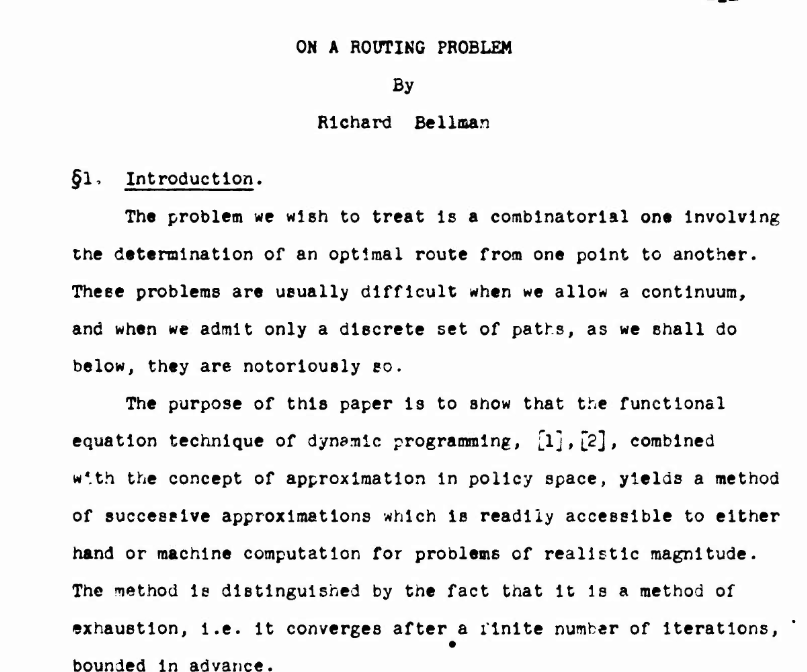 ON A ROUTING PROBLEM
By
Richard Bellman
§1. Introduction.
The problem we wish to treat is a combinatorial one involving
the determination of an optimal route from one point to another.
These problems are usually difficult when we allow a continuum,
and when we admit only a discrete set of paths, as we shall do
below, they are notoriously so.
The purpose of this paper is to show that the functional
equation technique of dynamic programming, [1],[2], combined
with the concept of approximation in policy space, yields a method
of successive approximations which is readily accessible to either
hand or machine computation for problems of realistic magnitude.
The method is distinguished by the fact that it is a method of
exhaustion, i.e. it converges after a finite number of iterations,
bounded in advance.